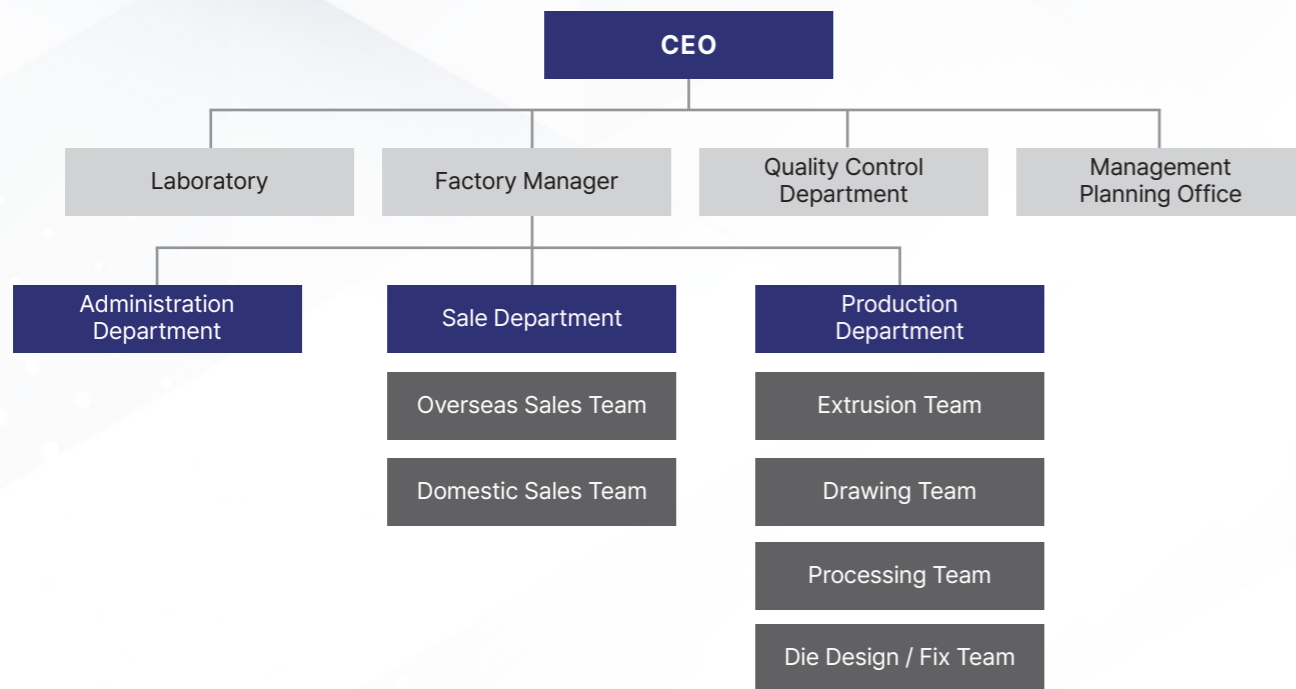 CEO
Laboratory
Factory Manager
Quality Control
Department
Management
Planning Office
Administration
Department
Sale Department
Production
Department
Overseas Sales Team
Extrusion Team
Domestic Sales Team
Drawing Team
Processing Team
Die Design / Fix Team